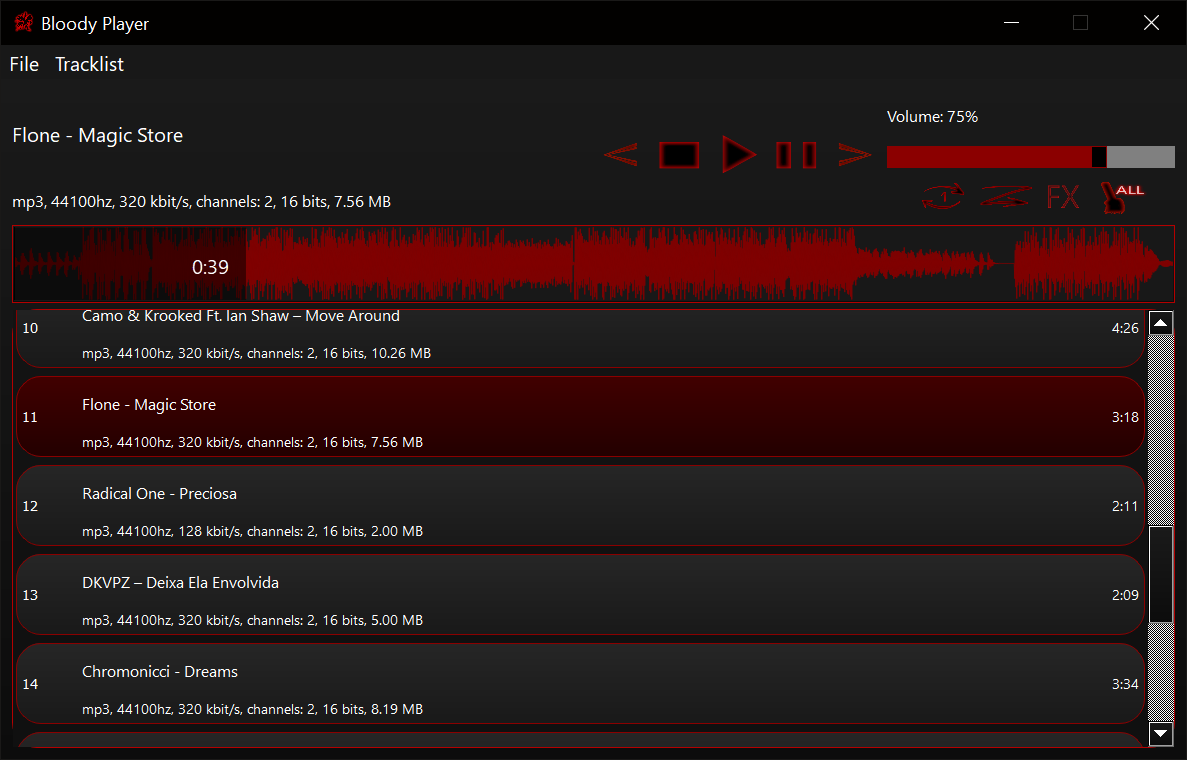 Bloody Player
File Tracklist
Volume: 75%
Flone - Magic Store
mp3, 44100hz, 320 kbit/s, channels: 2, 16 bits, 7.56 MB
1 FX ALL
0:39
Camo & Krooked Ft. Ian Shaw – Move Around
10 4:26
mp3, 44100hz, 320 kbit/s, channels: 2, 16 bits, 10.26 MB
Flone - Magic Store
11 3:18
mp3, 44100hz, 320 kbit/s, channels: 2, 16 bits, 7.56 MB
Radical One - Preciosa
12 2:11
mp3, 44100hz, 128 kbit/s, channels: 2, 16 bits, 2.00 MB
DKVPZ – Deixa Ela Envolvida
13 2:09
mp3, 44100hz, 320 kbit/s, channels: 2, 16 bits, 5.00 MB
Chromonicci - Dreams
14 3:34
mp3, 44100hz, 320 kbit/s, channels: 2, 16 bits, 8.19 MB